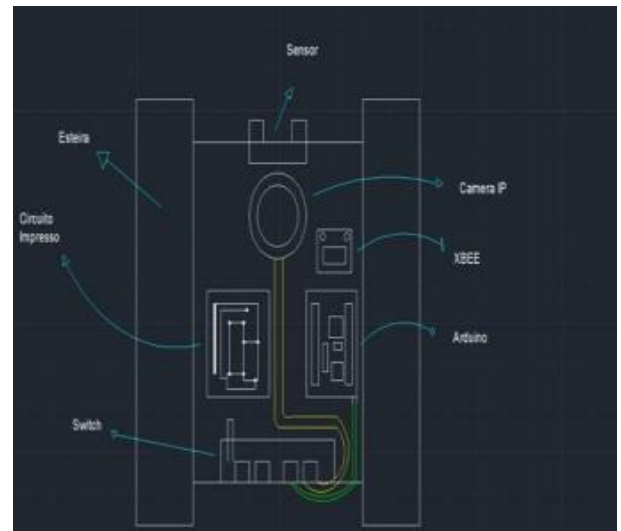 Sensor
Esteira
Camera IP
Circuito
Impresso
XBEE
Arduino
Switch